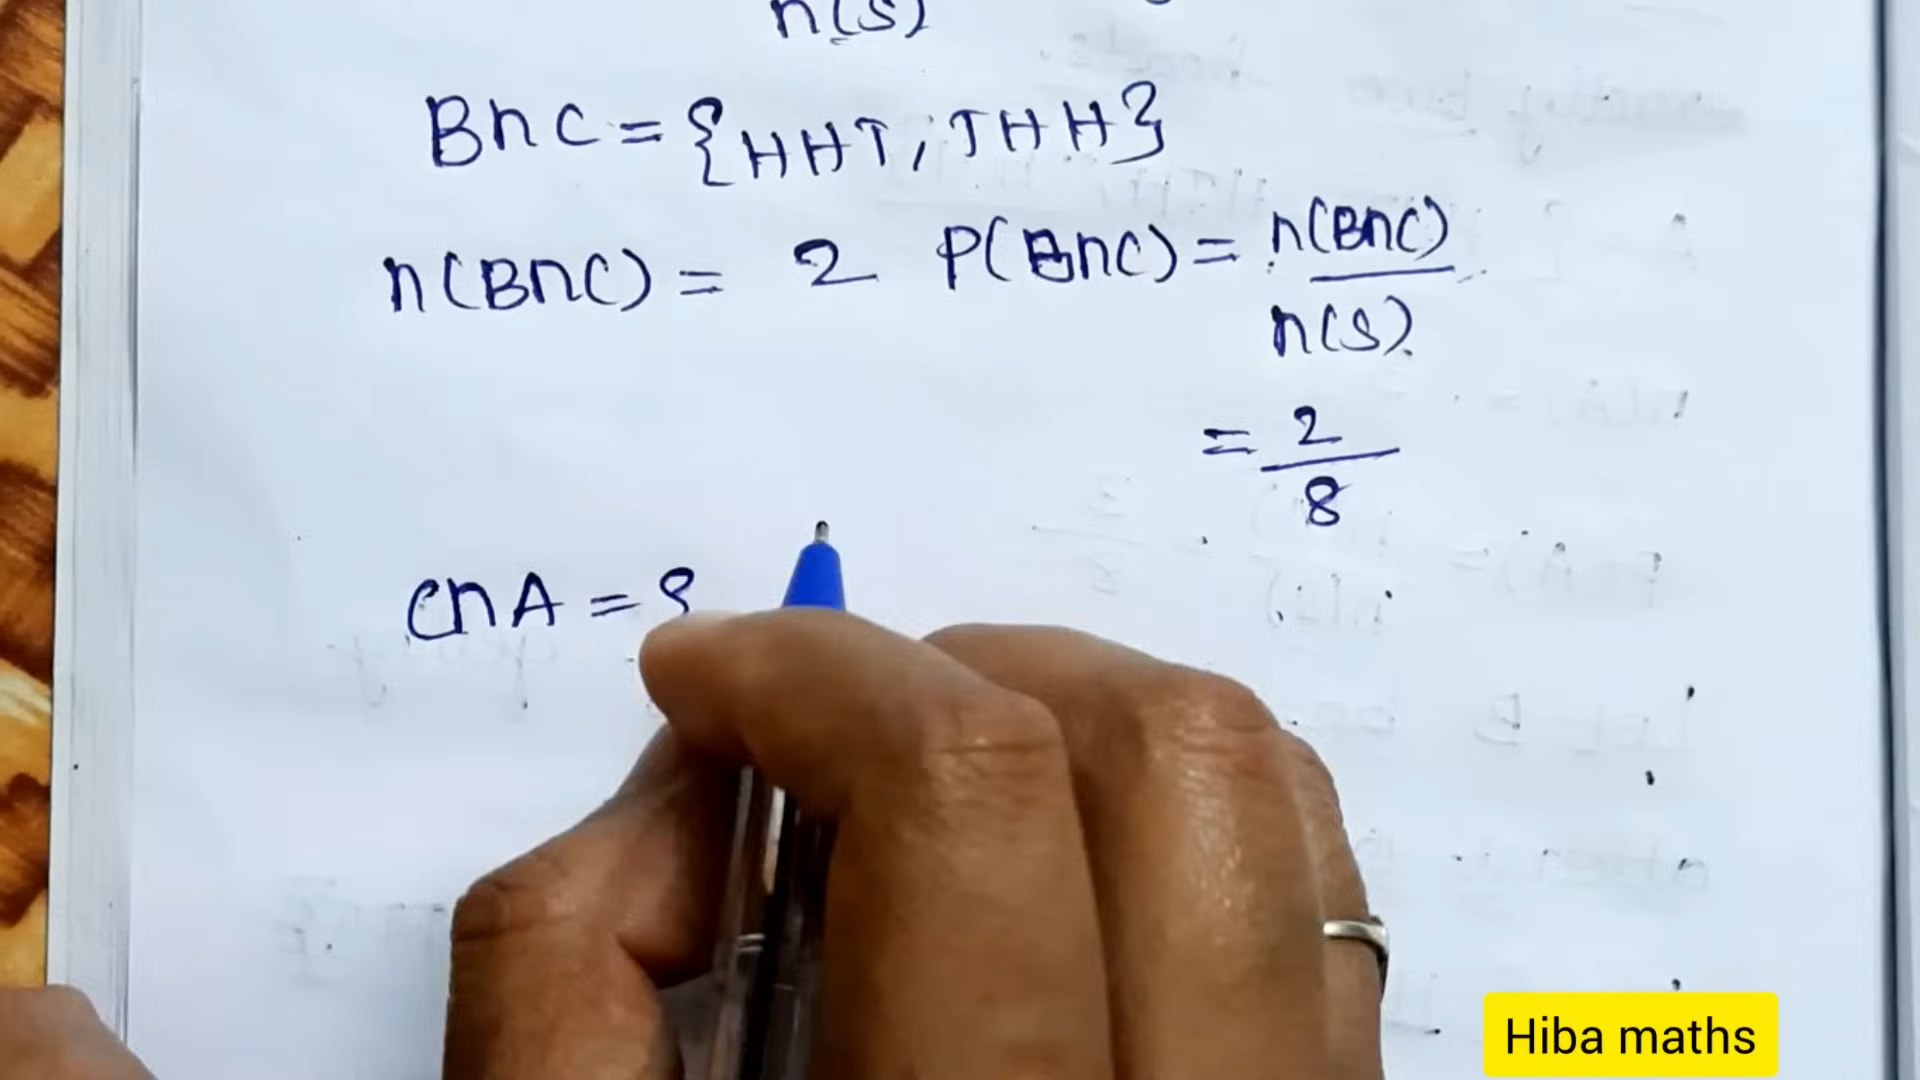 n(s)
B∩C = {HHT, THH}
n(B∩C) = 2 P(B∩C) = n(B∩C)
n(s)
= 2
8
C∩A = {
Hiba maths